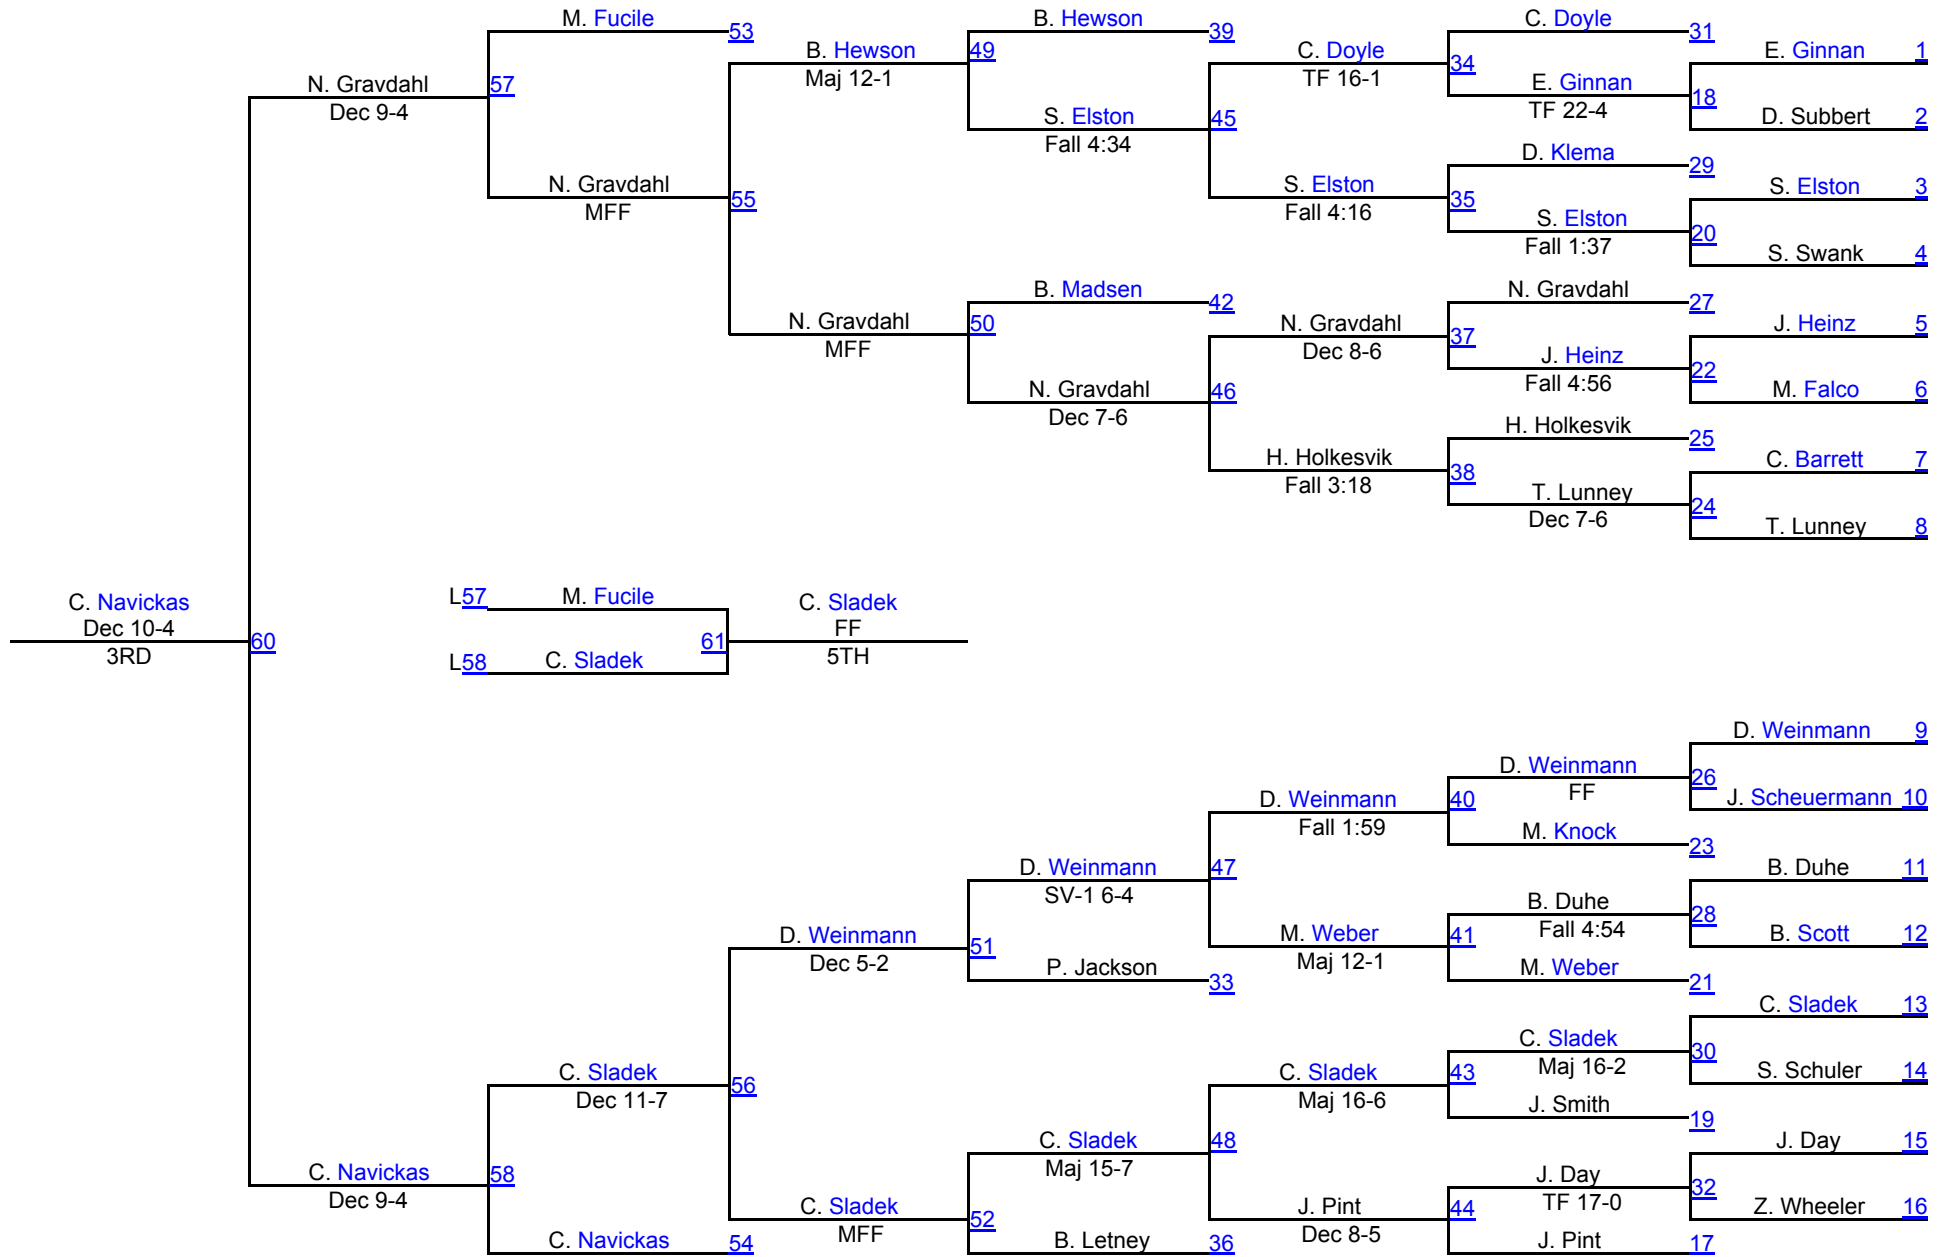 M. Fucile
53
B. Hewson
Maj 12-1
49
B. Hewson
39
C. Doyle
TF 16-1
34
C. Doyle
31
E. Ginnan
1
N. Gravdahl
Dec 9-4
57
E. Ginnan
TF 22-4
18
D. Subbert
2
S. Elston
Fall 4:34
45
D. Klema
29
S. Elston
3
N. Gravdahl
MFF
55
S. Elston
Fall 4:16
35
S. Elston
Fall 1:37
20
S. Swank
4
B. Madsen
42
N. Gravdahl
27
J. Heinz
5
N. Gravdahl
MFF
50
N. Gravdahl
Dec 8-6
37
J. Heinz
Fall 4:56
22
M. Falco
6
N. Gravdahl
Dec 7-6
46
H. Holkesvik
25
C. Barrett
7
H. Holkesvik
Fall 3:18
38
T. Lunney
Dec 7-6
24
T. Lunney
8
C. Navickas
Dec 10-4
3RD
60
L57
M. Fucile
L58
C. Sladek
61
C. Sladek
FF
5TH
D. Weinmann
9
D. Weinmann
FF
26
J. Scheuermann
10
D. Weinmann
Fall 1:59
40
M. Knock
23
D. Weinmann
SV-1 6-4
47
B. Duhe
11
B. Duhe
Fall 4:54
28
B. Scott
12
D. Weinmann
Dec 5-2
51
M. Weber
Maj 12-1
41
M. Weber
21
P. Jackson
33
C. Sladek
13
C. Sladek
Maj 16-2
30
S. Schuler
14
C. Sladek
Dec 11-7
56
C. Sladek
Maj 16-6
43
J. Smith
19
C. Sladek
Maj 15-7
48
J. Day
15
C. Navickas
Dec 9-4
58
J. Day
TF 17-0
32
Z. Wheeler
16
C. Sladek
MFF
52
J. Pint
Dec 8-5
44
C. Navickas
54
B. Letney
36
J. Pint
17